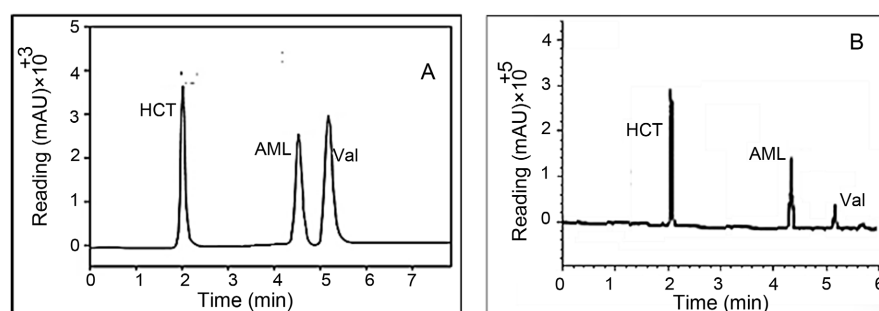 A
Reading (mAU)×10 +3
5
4
3
2
1
0
HCT
AML
Val
0 1 2 3 4 5 6 7
Time (min)
B
Reading (mAU)×10 +5
4
3
2
1
0
HCT
AML
Val
0 1 2 3 4 5 6
Time (min)